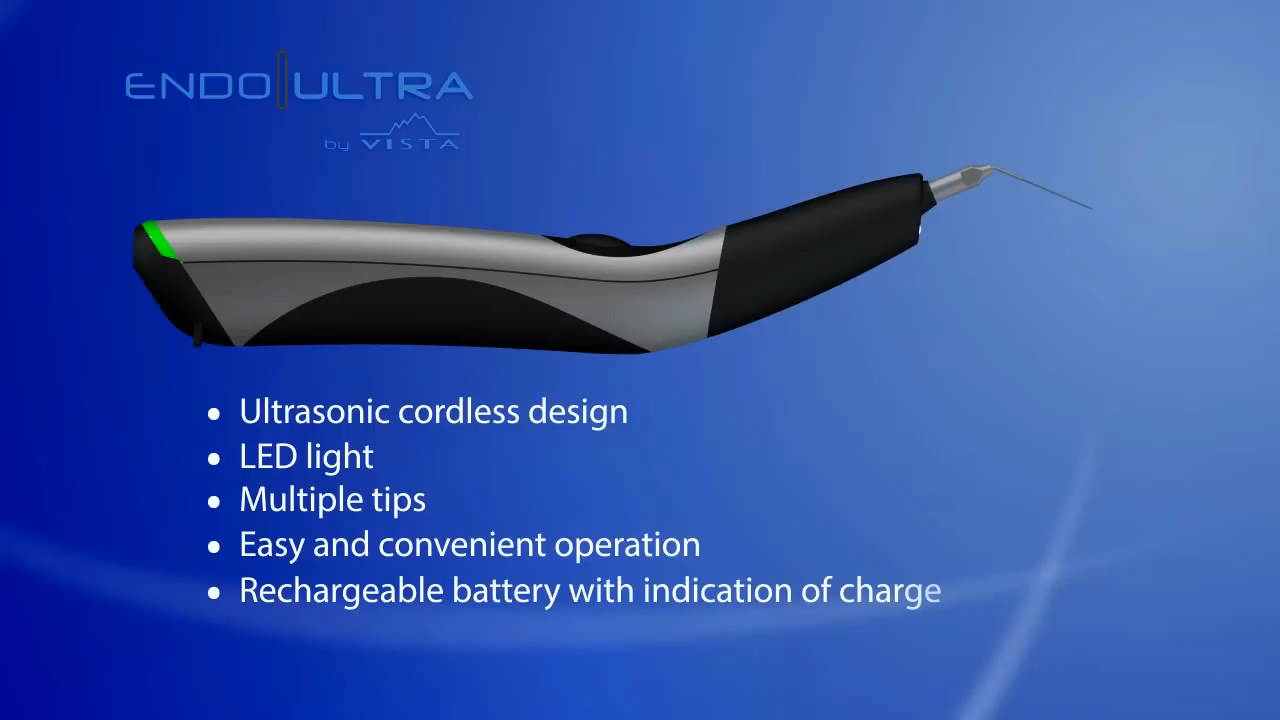 ENDO ULTRA
by VISTA
• Ultrasonic cordless design
• LED light
• Multiple tips
• Easy and convenient operation
• Rechargeable battery with indication of charge